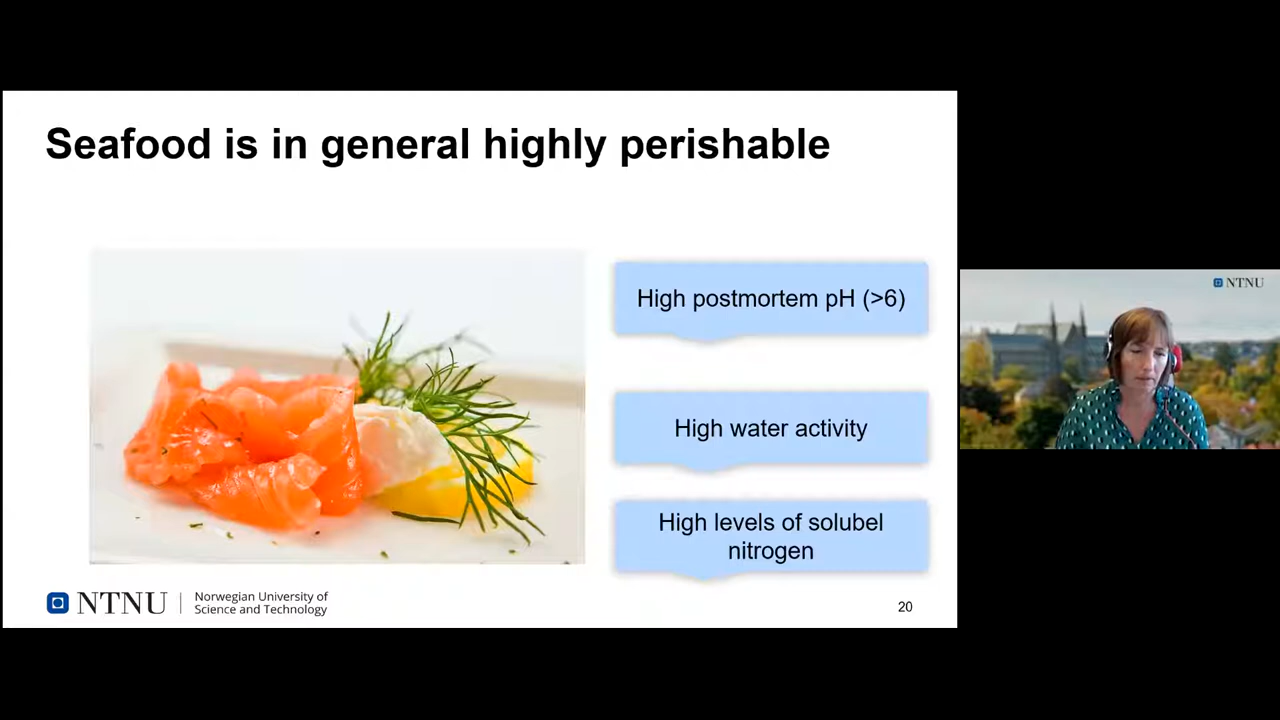 Seafood is in general highly perishable
High postmortem pH (>6)
High water activity
High levels of solubel
nitrogen
NTNU
Norwegian University of
Science and Technology
20
NTNU